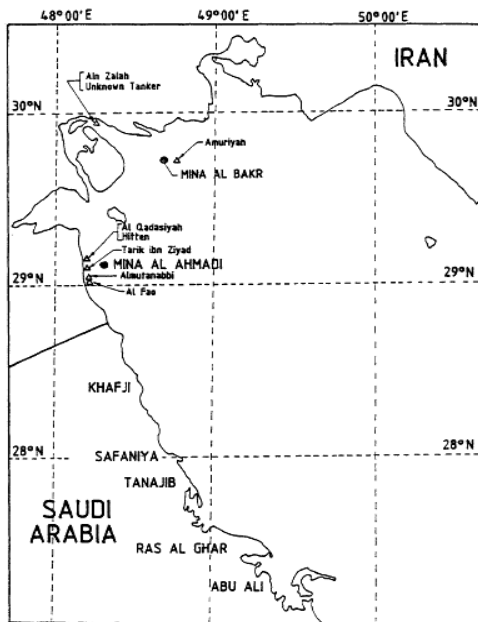 48°00'E
49°00'E
50°00'E
IRAN
Ain Zalah
Unknown Tanker
30°N
30°N
Amuriyah
MINA AL BAKR
Al Qadasiyah
Hitten
Tarik ibn Ziyad
MINA AL AHMADI
Almutanabbi
29°N
29°N
Al Fao
KHAFJI
28°N
28°N
SAFANIYA
TANAJIB
SAUDI
ARABIA
RAS AL GHAR
ABU ALI